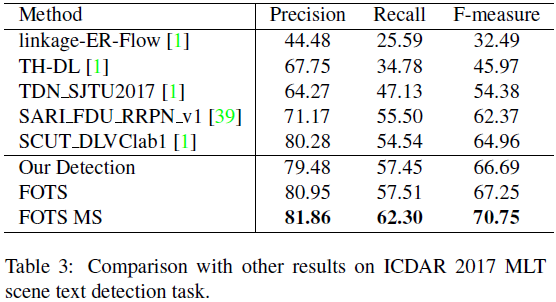 Method Precision Recall F-measure
linkage-ER-Flow [1] 44.48 25.59 32.49
TH-DL [1] 67.75 34.78 45.97
TDN_SJTU2017 [1] 64.27 47.13 54.38
SARI_FDU_RRPN_v1 [39] 71.17 55.50 62.37
SCUT_DLVClab1 [1] 80.28 54.54 64.96
Our Detection 79.48 57.45 66.69
FOTS 80.95 57.51 67.25
FOTS MS 81.86 62.30 70.75
Table 3: Comparison with other results on ICDAR 2017 MLT
scene text detection task.